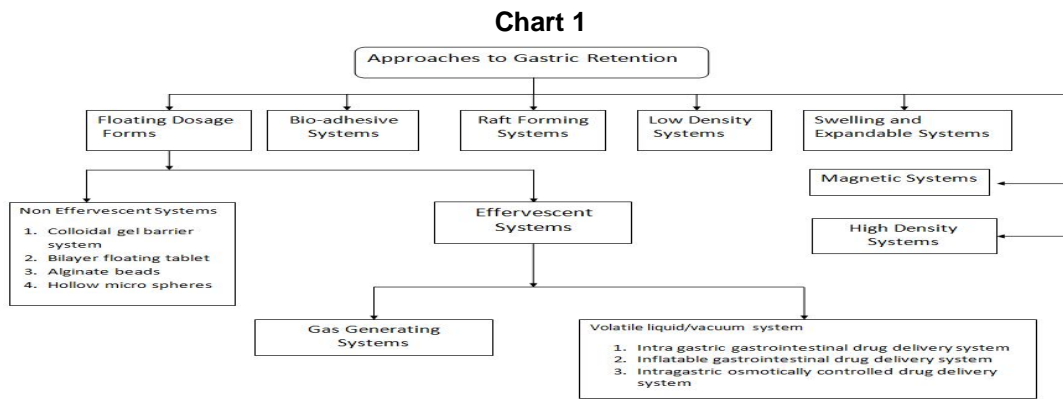 Chart 1
Approaches to Gastric Retention
Floating Dosage
Forms
Bio-adhesive
Systems
Raft Forming
Systems
Low Density
Systems
Swelling and
Expandable Systems
Magnetic Systems
High Density
Systems
Non Effervescent Systems
1. Colloidal gel barrier
system
2. Bilayer floating tablet
3. Alginate beads
4. Hollow micro spheres
Effervescent
Systems
Gas Generating
Systems
Volatile liquid/vacuum system
1. Intra gastric gastrointestinal drug delivery system
2. Inflatable gastrointestinal drug delivery system
3. Intragastric osmotically controlled drug delivery
system